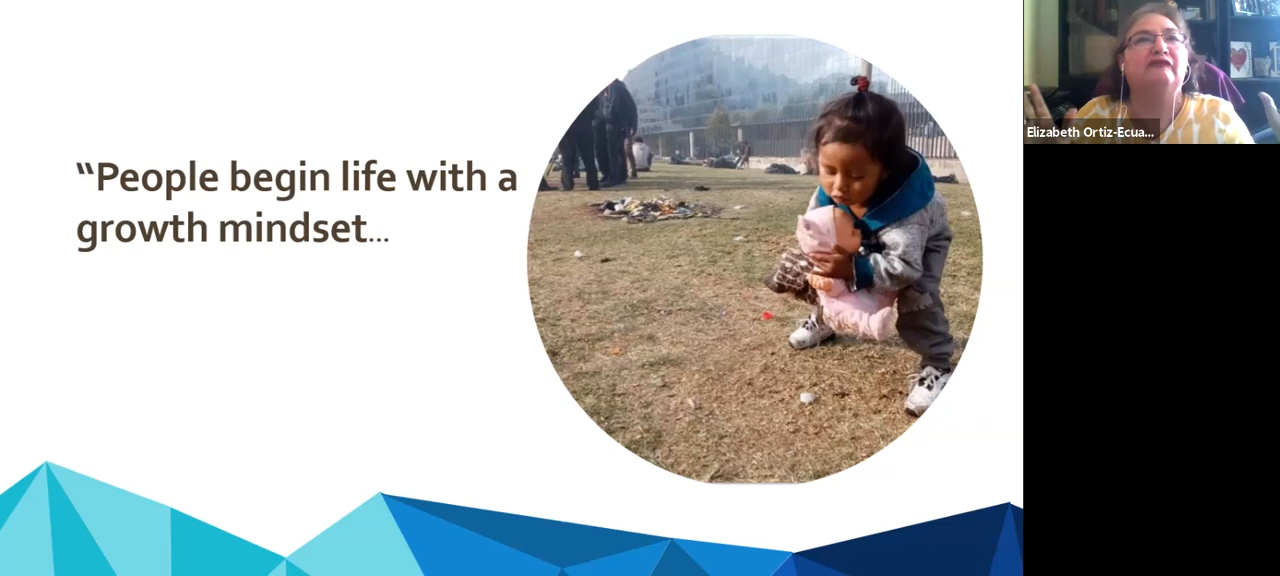 “People begin life with a
growth mindset...
Elizabeth Ortiz-Ecua...